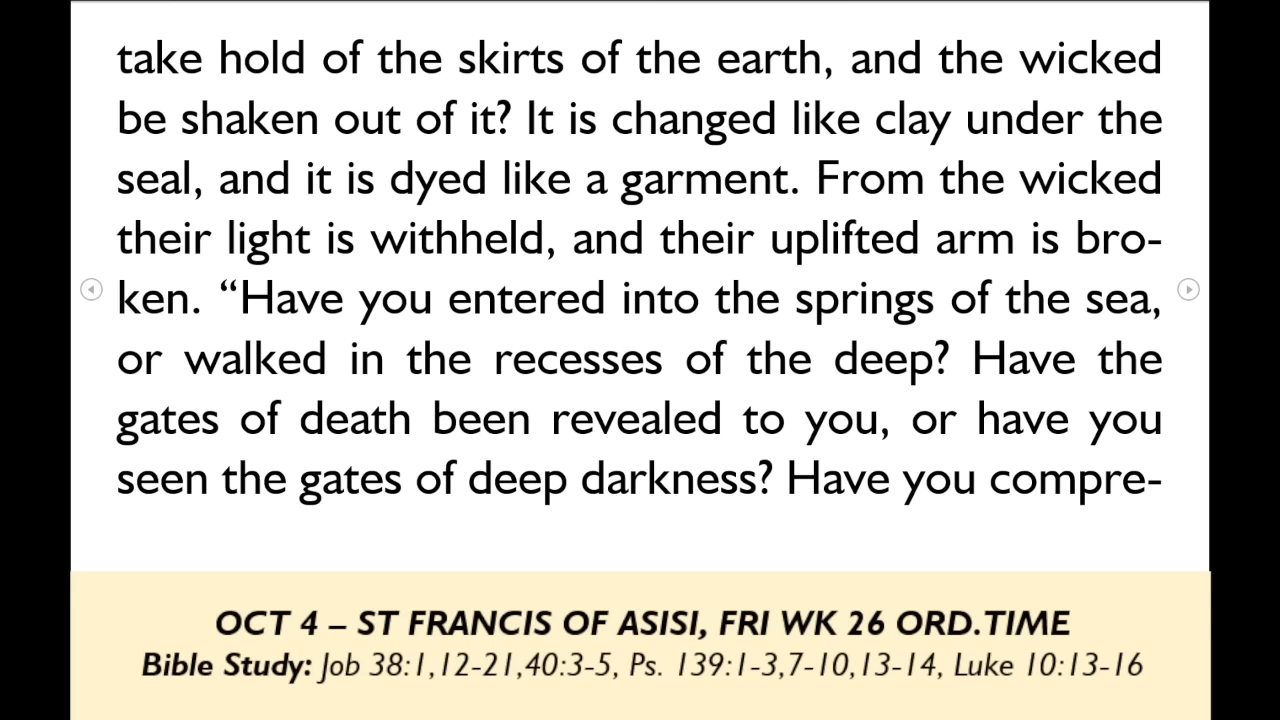 take hold of the skirts of the earth, and the wicked
be shaken out of it? It is changed like clay under the
seal, and it is dyed like a garment. From the wicked
their light is withheld, and their uplifted arm is bro-
ken. “Have you entered into the springs of the sea,
or walked in the recesses of the deep? Have the
gates of death been revealed to you, or have you
seen the gates of deep darkness? Have you compre-
OCT 4 – ST FRANCIS OF ASISI, FRI WK 26 ORD.TIME
Bible Study: Job 38:1,12-21,40:3-5, Ps. 139:1-3,7-10,13-14, Luke 10:13-16